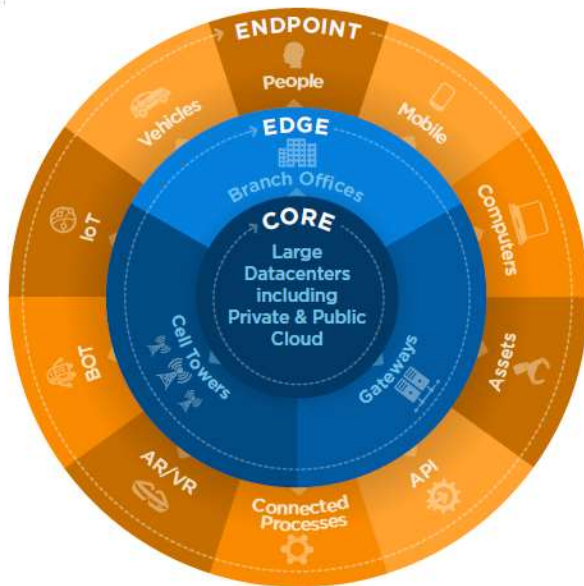 ENDPOINT
People
Mobile
Computers
Assets
API
Connected
Processes
AR/VR
BOT
IoT
Vehicles
EDGE
Branch Offices
Gateways
Cell Towers
CORE
Large
Datacenters
including
Private & Public
Cloud